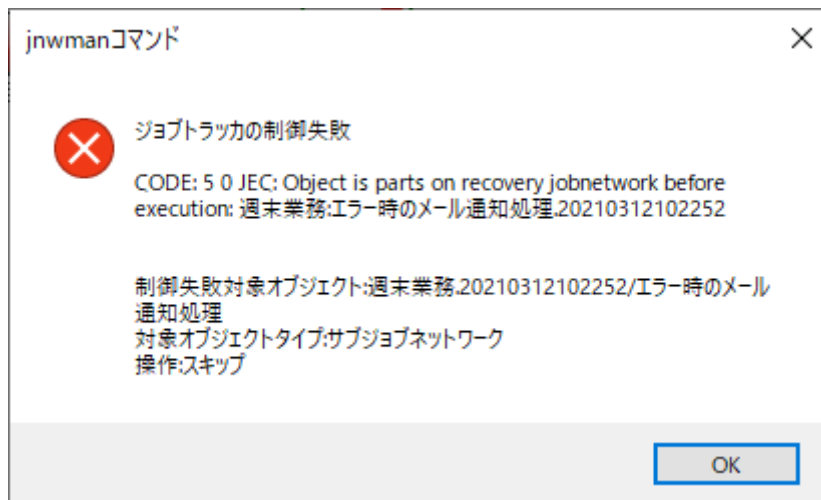 jnwmanコマンド
ジョブトラッカの制御失敗
CODE: 5 0 JEC: Object is parts on recovery jobnetwork before
execution: 週末業務:エラー時のメール通知処理.20210312102252
制御失敗対象オブジェクト:週末業務.20210312102252/エラー時のメール
通知処理
対象オブジェクトタイプ:サブジョブネットワーク
操作:スキップ
OK